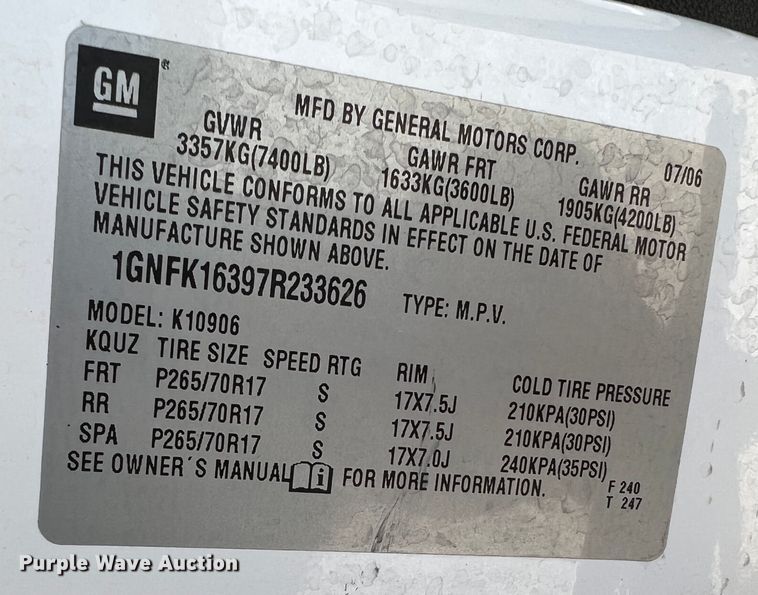 GM ®
MFD BY GENERAL MOTORS CORP. 07/06
GVWR GAWR FRT GAWR RR
3357KG(7400LB) 1633KG(3600LB) 1905KG(4200LB)
THIS VEHICLE CONFORMS TO ALL APPLICABLE U.S. FEDERAL MOTOR
VEHICLE SAFETY STANDARDS IN EFFECT ON THE DATE OF
MANUFACTURE SHOWN ABOVE.
1GNFK16397R233626 TYPE: M.P.V.
MODEL: K10906
KQUZ TIRE SIZE SPEED RTG RIM COLD TIRE PRESSURE
FRT P265/70R17 S 17X7.5J 210KPA(30PSI)
RR P265/70R17 S 17X7.5J 210KPA(30PSI)
SPA P265/70R17 S 17X7.0J 240KPA(35PSI)
SEE OWNER´S MANUAL i FOR MORE INFORMATION.
F 240
T 247
Purple Wave Auction